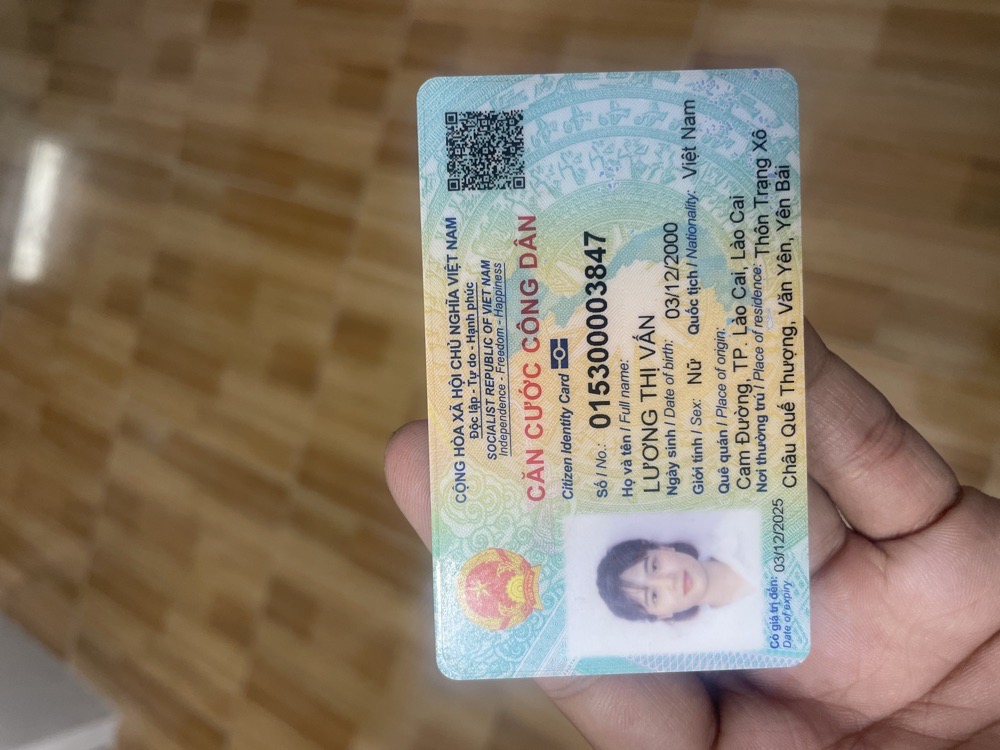 CỘNG HÒA XÃ HỘI CHỦ NGHĨA VIỆT NAM
Độc lập - Tự do - Hạnh phúc
SOCIALIST REPUBLIC OF VIET NAM
Independence - Freedom - Happiness
CĂN CƯỚC CÔNG DÂN
Citizen Identity Card
Số / No.: 015300003847
Họ và tên / Full name:
LƯƠNG THỊ VẤN
Ngày sinh / Date of birth: 03/12/2000
Giới tính / Sex: Nữ Quốc tịch / Nationality: Việt Nam
Quê quán / Place of origin:
Cam Đường, TP. Lào Cai, Lào Cai
Nơi thường trú / Place of residence: Thôn Trạng Xô
Châu Quế Thượng, Văn Yên, Yên Bái
Có giá trị đến: 03/12/2025
Date of expiry